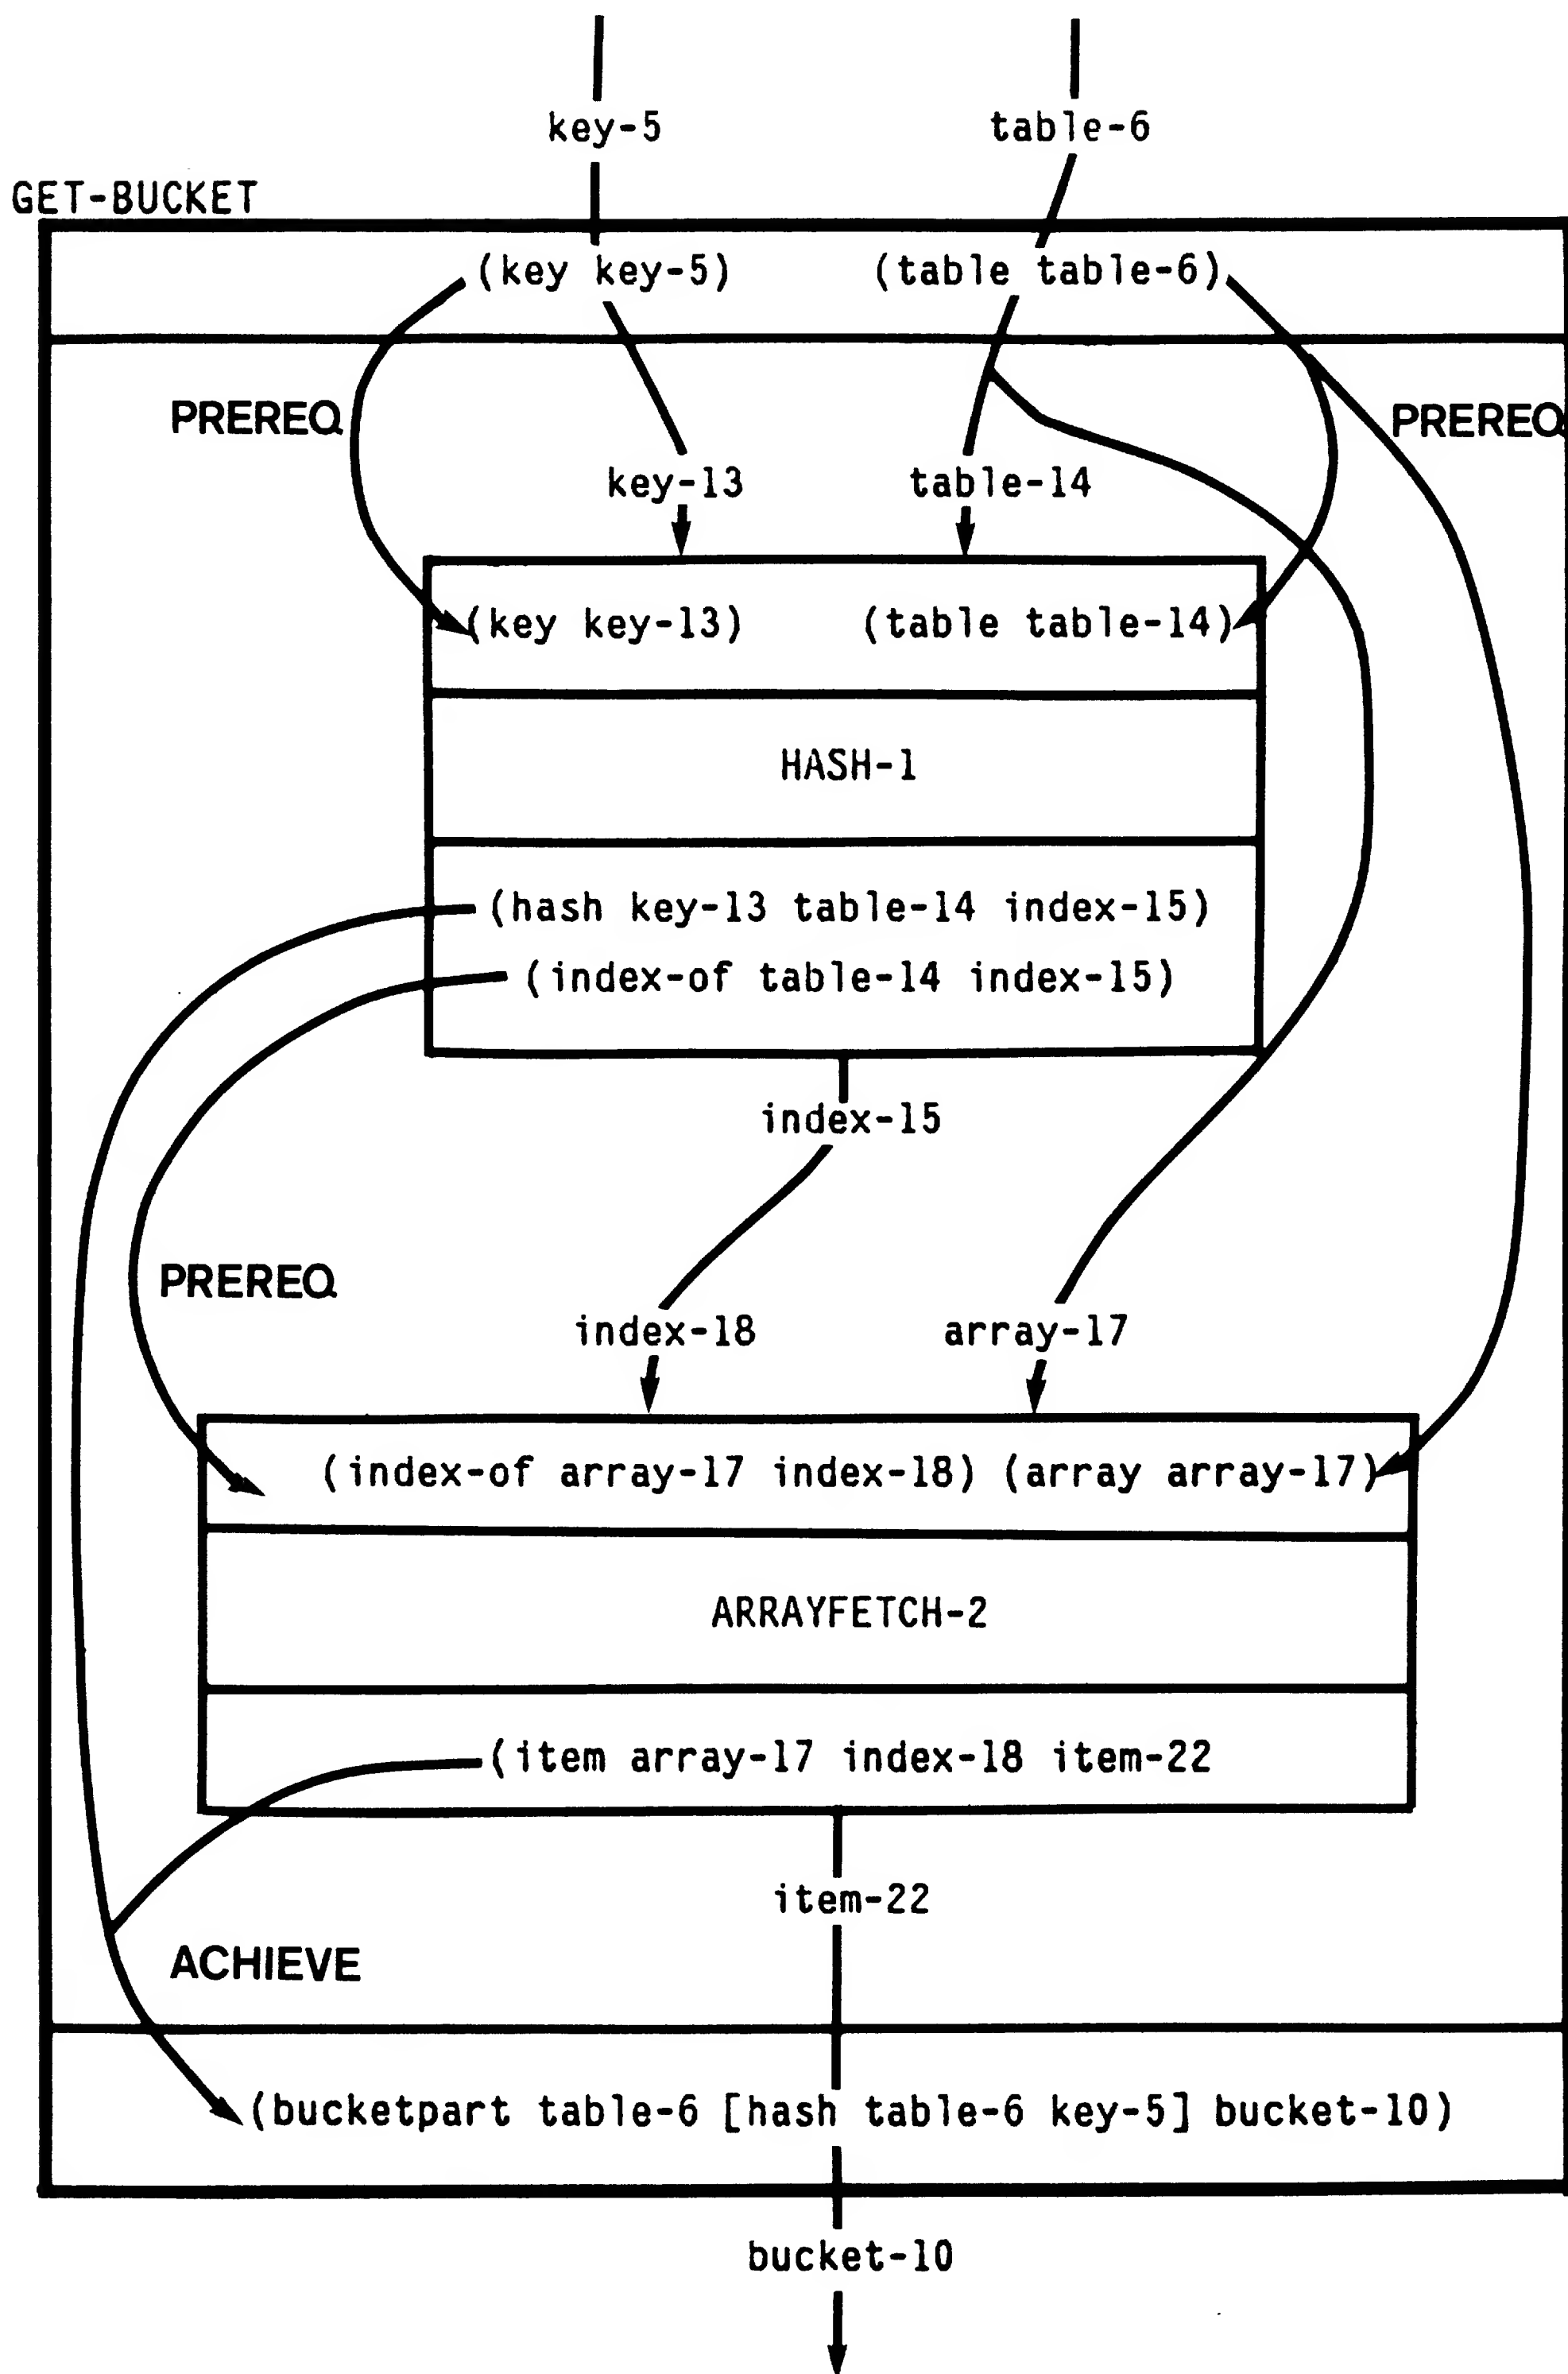 key-5 table-6
GET-BUCKET
(key key-5) (table table-6)
PREREQ PREREQ
key-13 table-14
(key key-13) (table table-14)
HASH-1
(hash key-13 table-14 index-15)
(index-of table-14 index-15)
index-15
PREREQ
index-18 array-17
(index-of array-17 index-18) (array array-17)
ARRAYFETCH-2
(item array-17 index-18 item-22
item-22
ACHIEVE
(bucketpart table-6 [hash table-6 key-5] bucket-10)
bucket-10